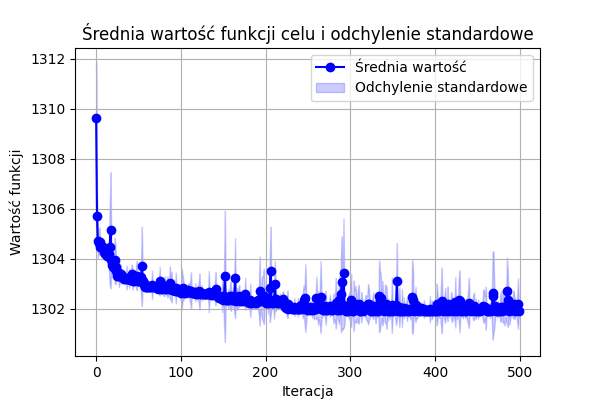 Średnia wartość funkcji celu i odchylenie standardowe
1312
1310
1308
1306
1304
1302
Wartość funkcji
Średnia wartość
Odchylenie standardowe
0
100
200
300
400
500
Iteracja